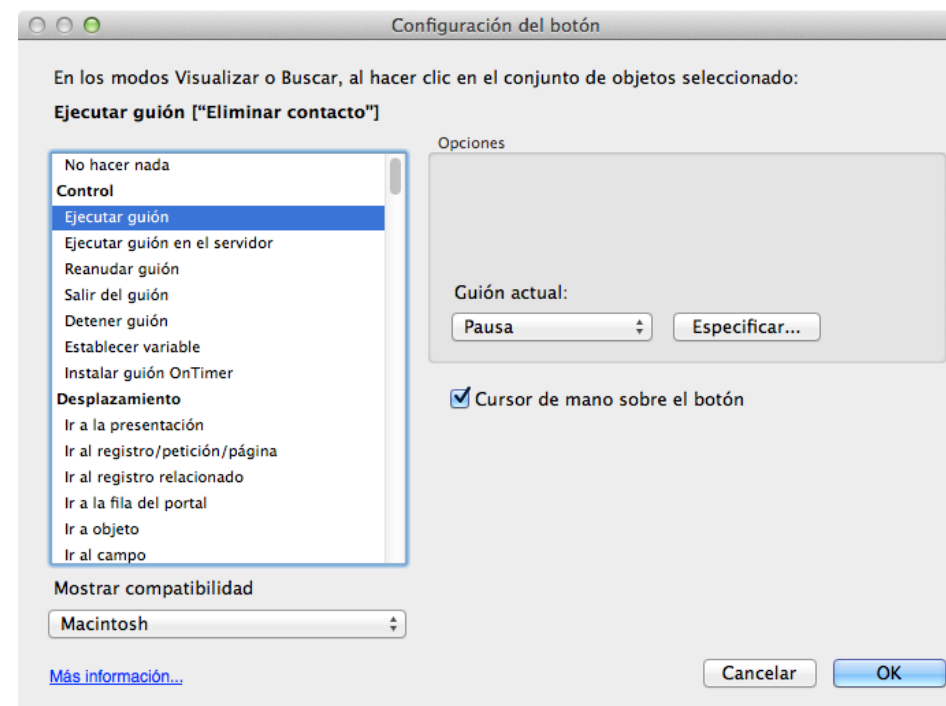 Configuración del botón
En los modos Visualizar o Buscar, al hacer clic en el conjunto de objetos seleccionado:
Ejecutar guión [“Eliminar contacto"]
No hacer nada
Control
Ejecutar guión
Ejecutar guión en el servidor
Reanudar guión
Salir del guión
Detener guión
Establecer variable
Instalar guión OnTimer
Desplazamiento
Ir a la presentación
Ir al registro/petición/página
Ir al registro relacionado
Ir a la fila del portal
Ir a objeto
Ir al campo
Opciones
Guión actual:
Pausa
Especificar...
Cursor de mano sobre el botón
Mostrar compatibilidad
Macintosh
Más información...
Cancelar
OK